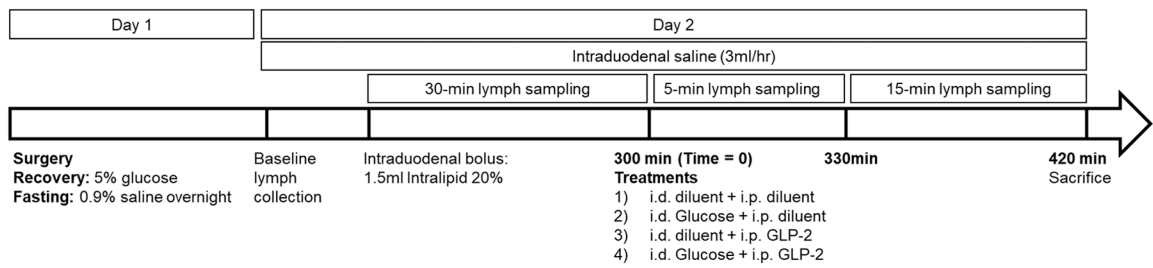 Day 1
Day 2
Intraduodenal saline (3ml/hr)
30-min lymph sampling
5-min lymph sampling
15-min lymph sampling
Surgery
Recovery: 5% glucose
Fasting: 0.9% saline overnight
Baseline
lymph
collection
Intraduodenal bolus:
1.5ml Intralipid 20%
300 min (Time = 0)
Treatments
1) i.d. diluent + i.p. diluent
2) i.d. Glucose + i.p. diluent
3) i.d. diluent + i.p. GLP-2
4) i.d. Glucose + i.p. GLP-2
330min
420 min
Sacrifice